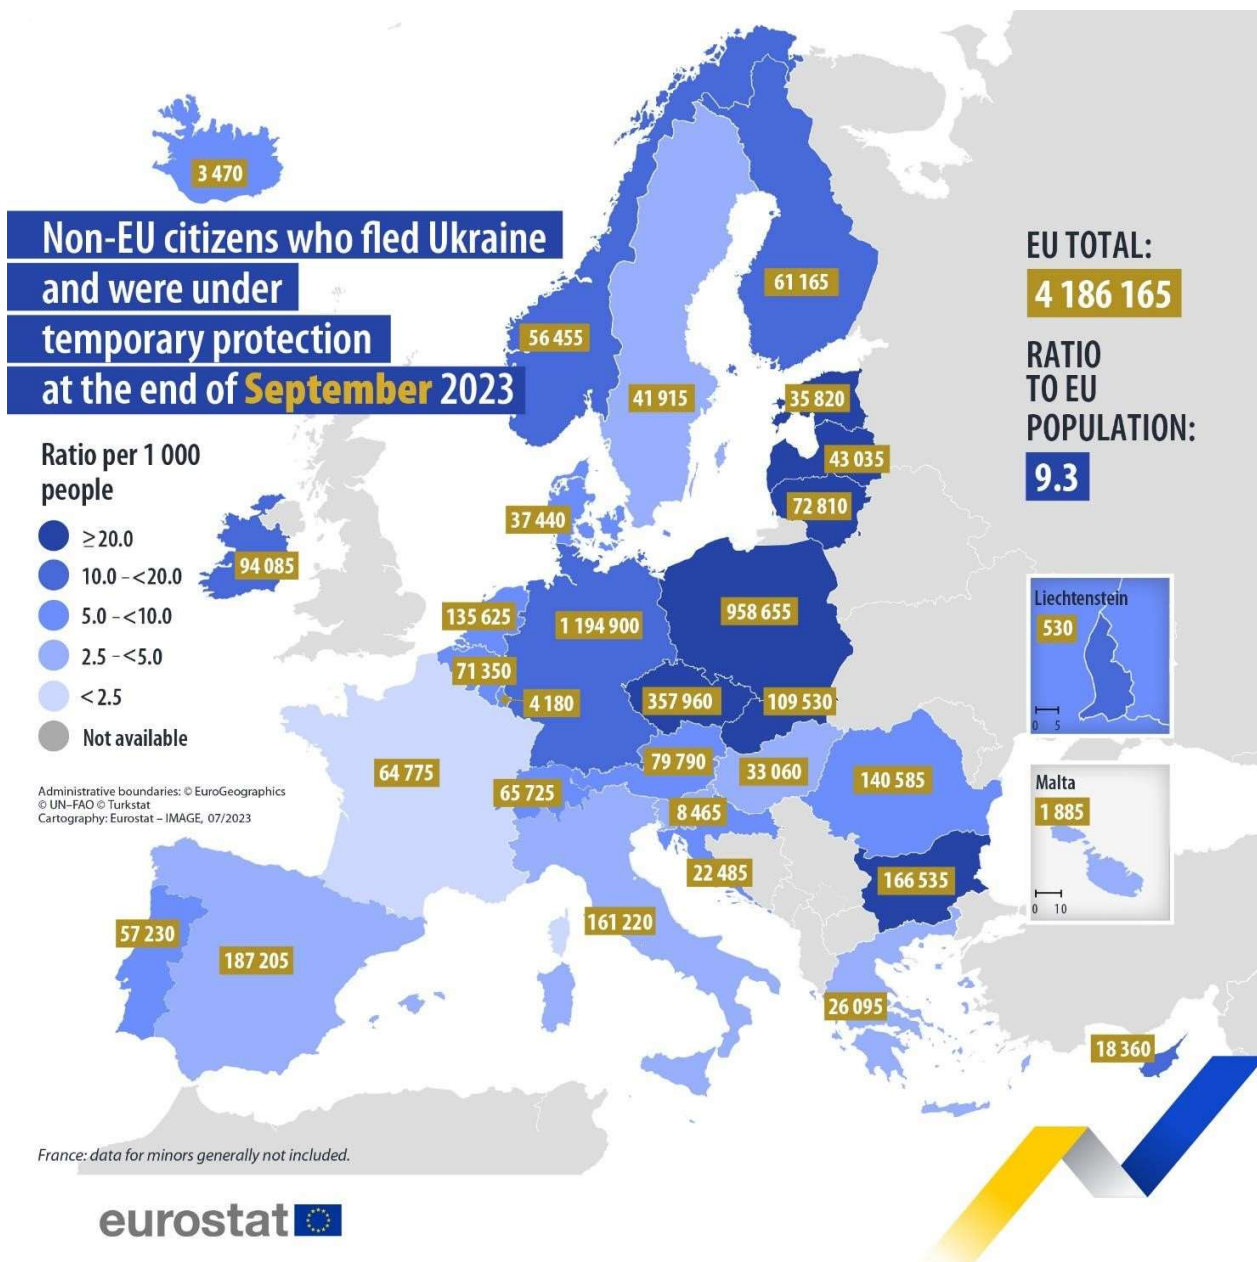 3 470
Non-EU citizens who fled Ukraine
and were under
temporary protection
at the end of September 2023
EU TOTAL:
4 186 165
RATIO
TO EU
POPULATION:
9.3
Ratio per 1 000
people
≥20.0
10.0 –<20.0
5.0 –<10.0
2.5 –<5.0
<2.5
Not available
Administrative boundaries: © EuroGeographics
© UN–FAO © Turkstat
Cartography: Eurostat – IMAGE, 07/2023
61 165
56 455
41 915
35 820
43 035
72 810
37 440
94 085
135 625
1 194 900
958 655
71 350
4 180
357 960
109 530
64 775
65 725
79 790
33 060
140 585
8 465
22 485
166 535
57 230
187 205
161 220
26 095
18 360
Liechtenstein
530
0 5
Malta
1 885
0 10
France: data for minors generally not included.
eurostat